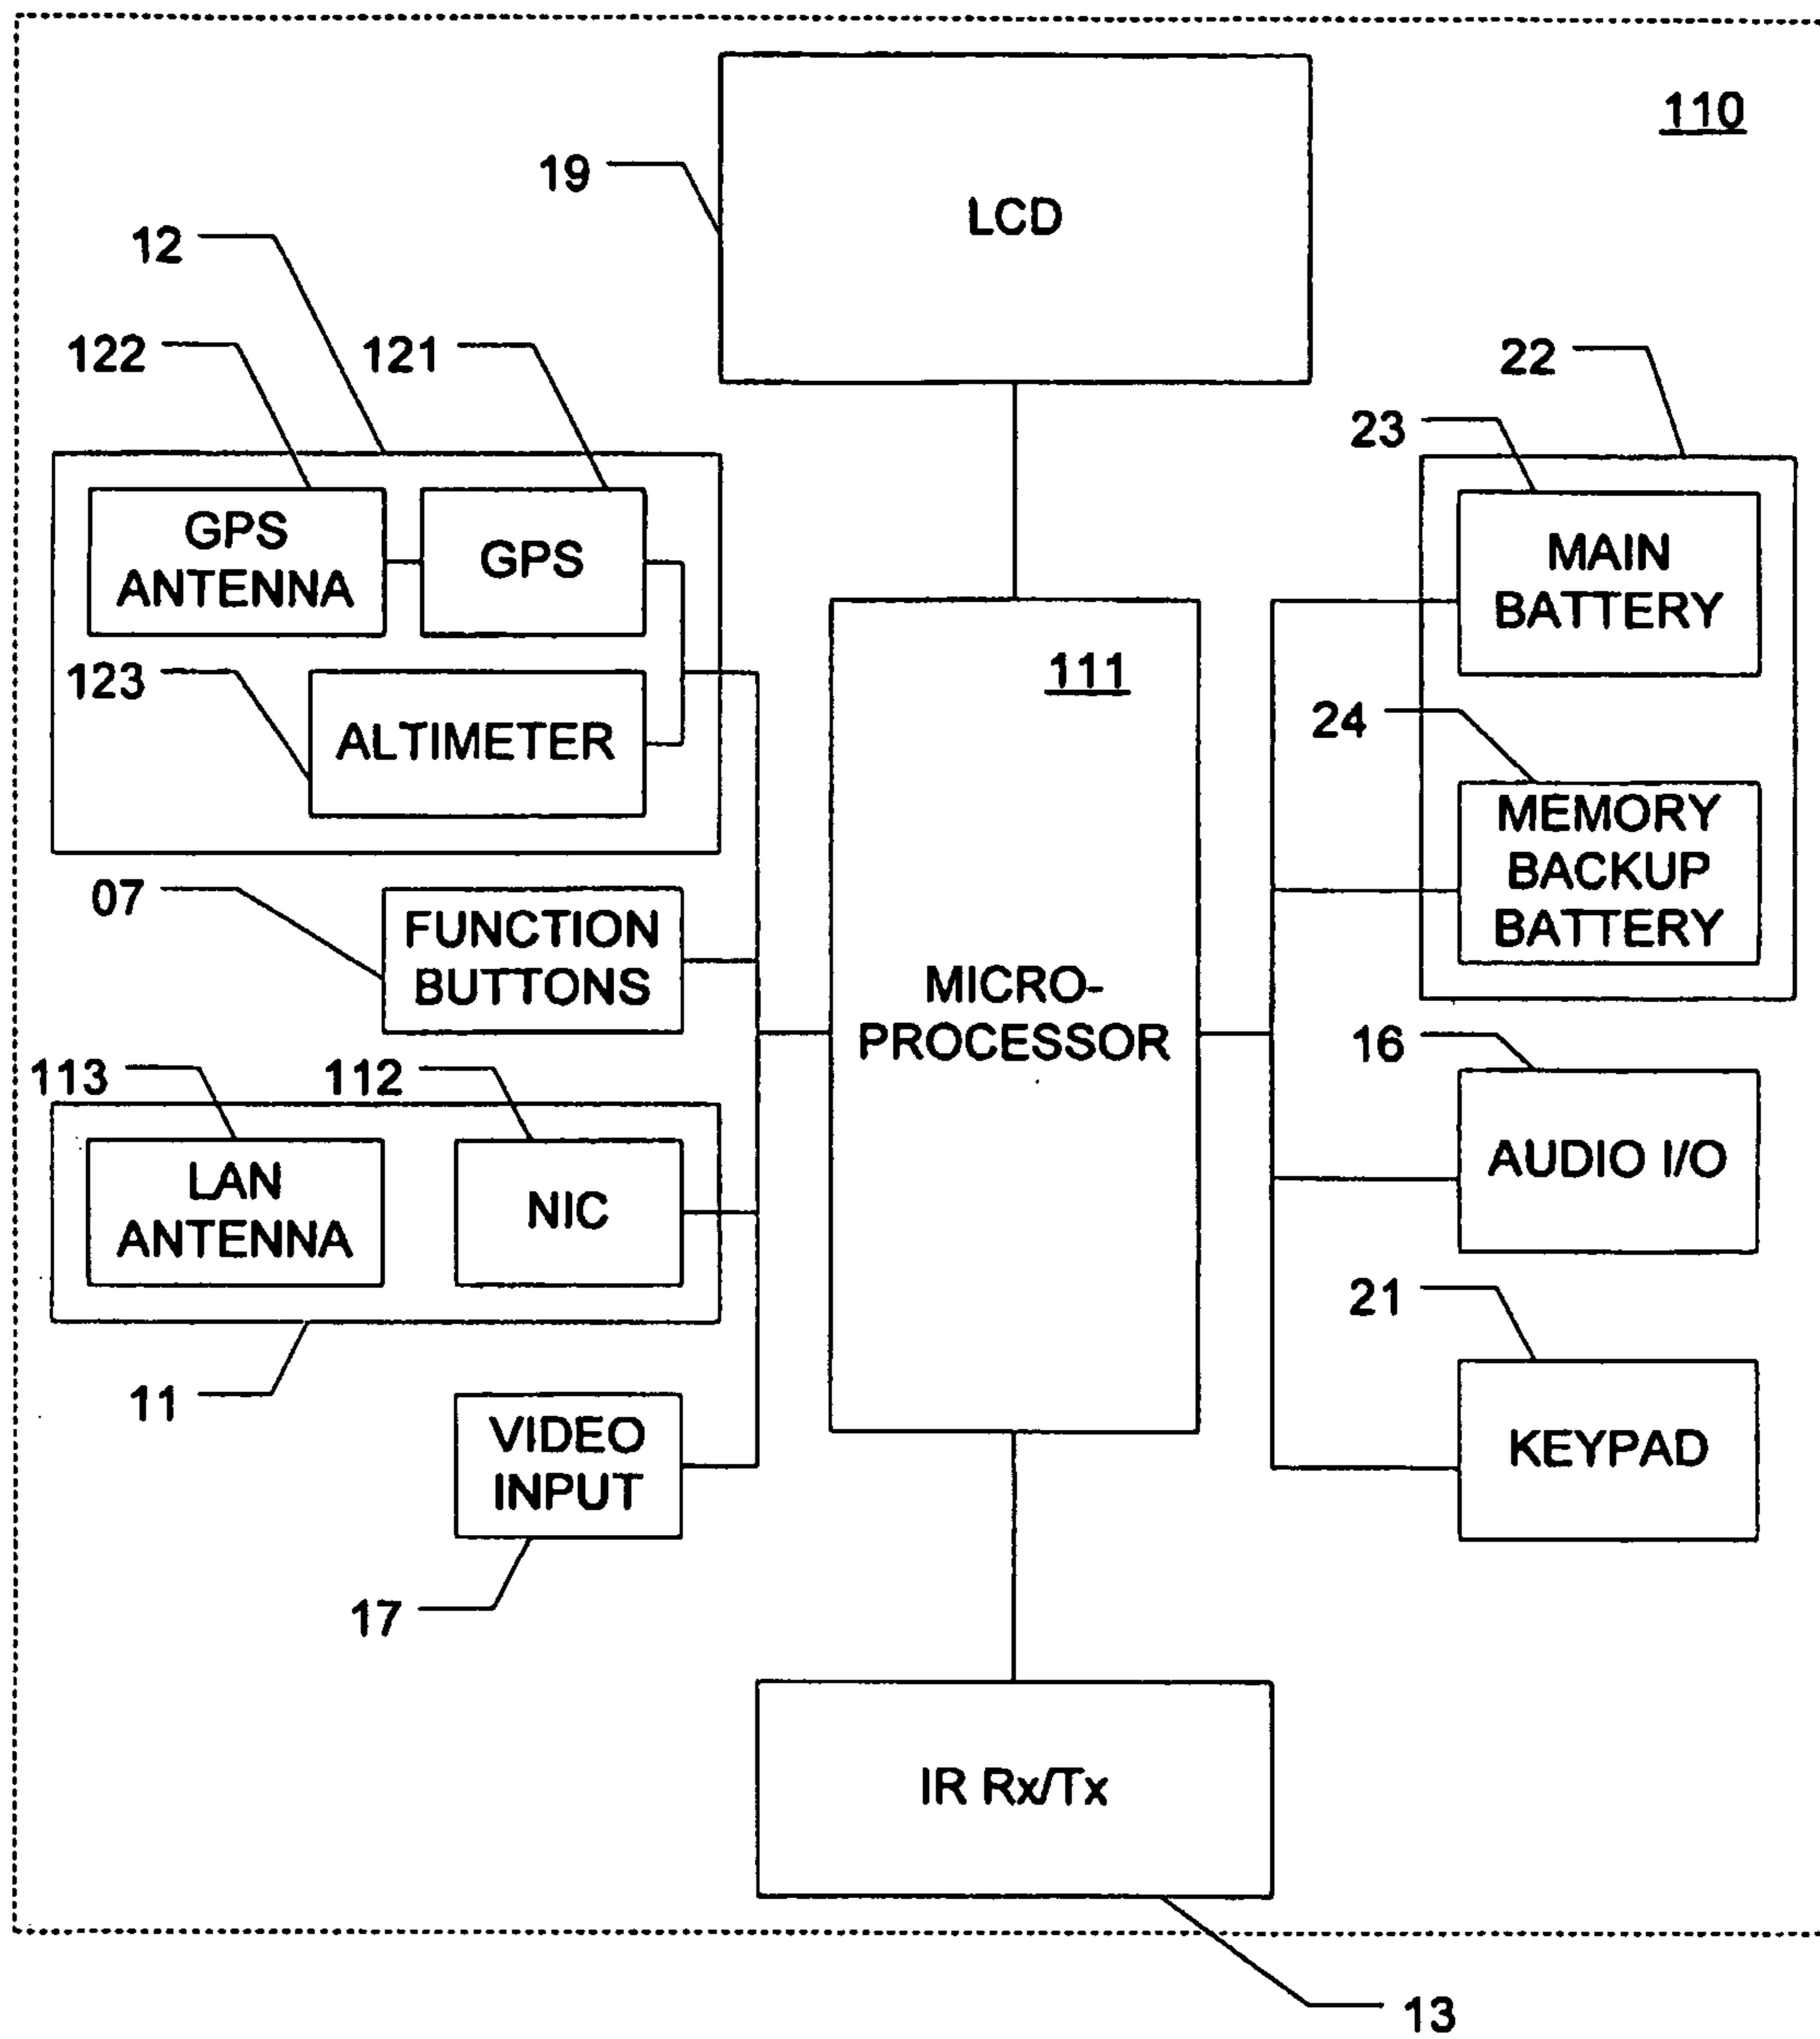 110
19
LCD
12
122
121
22
23
GPS
ANTENNA
GPS
MAIN
BATTERY
123
ALTIMETER
111
24
MEMORY
BACKUP
BATTERY
07
FUNCTION
BUTTONS
MICRO-
PROCESSOR
113
112
16
LAN
ANTENNA
NIC
AUDIO I/O
11
21
VIDEO
INPUT
KEYPAD
17
IR Rx/Tx
13